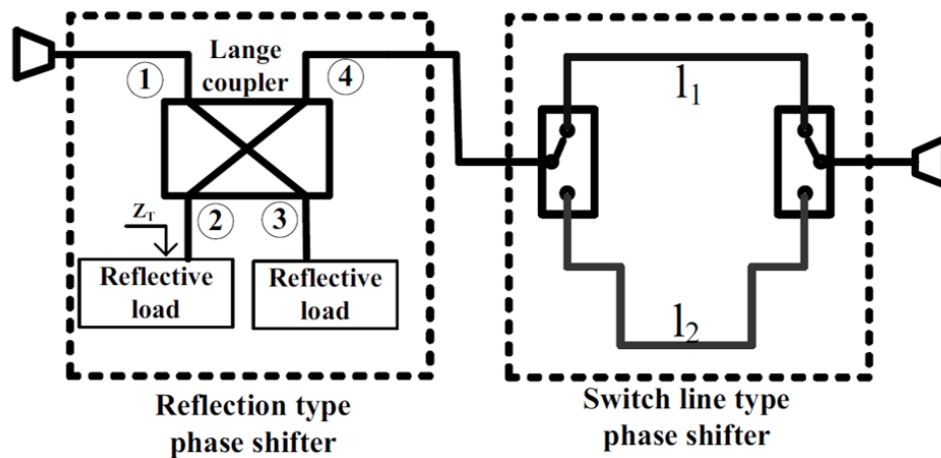 Lange
coupler
1
4
2
3
Z_T
Reflective
load
Reflective
load
Reflection type
phase shifter
l₁
l₂
Switch line type
phase shifter